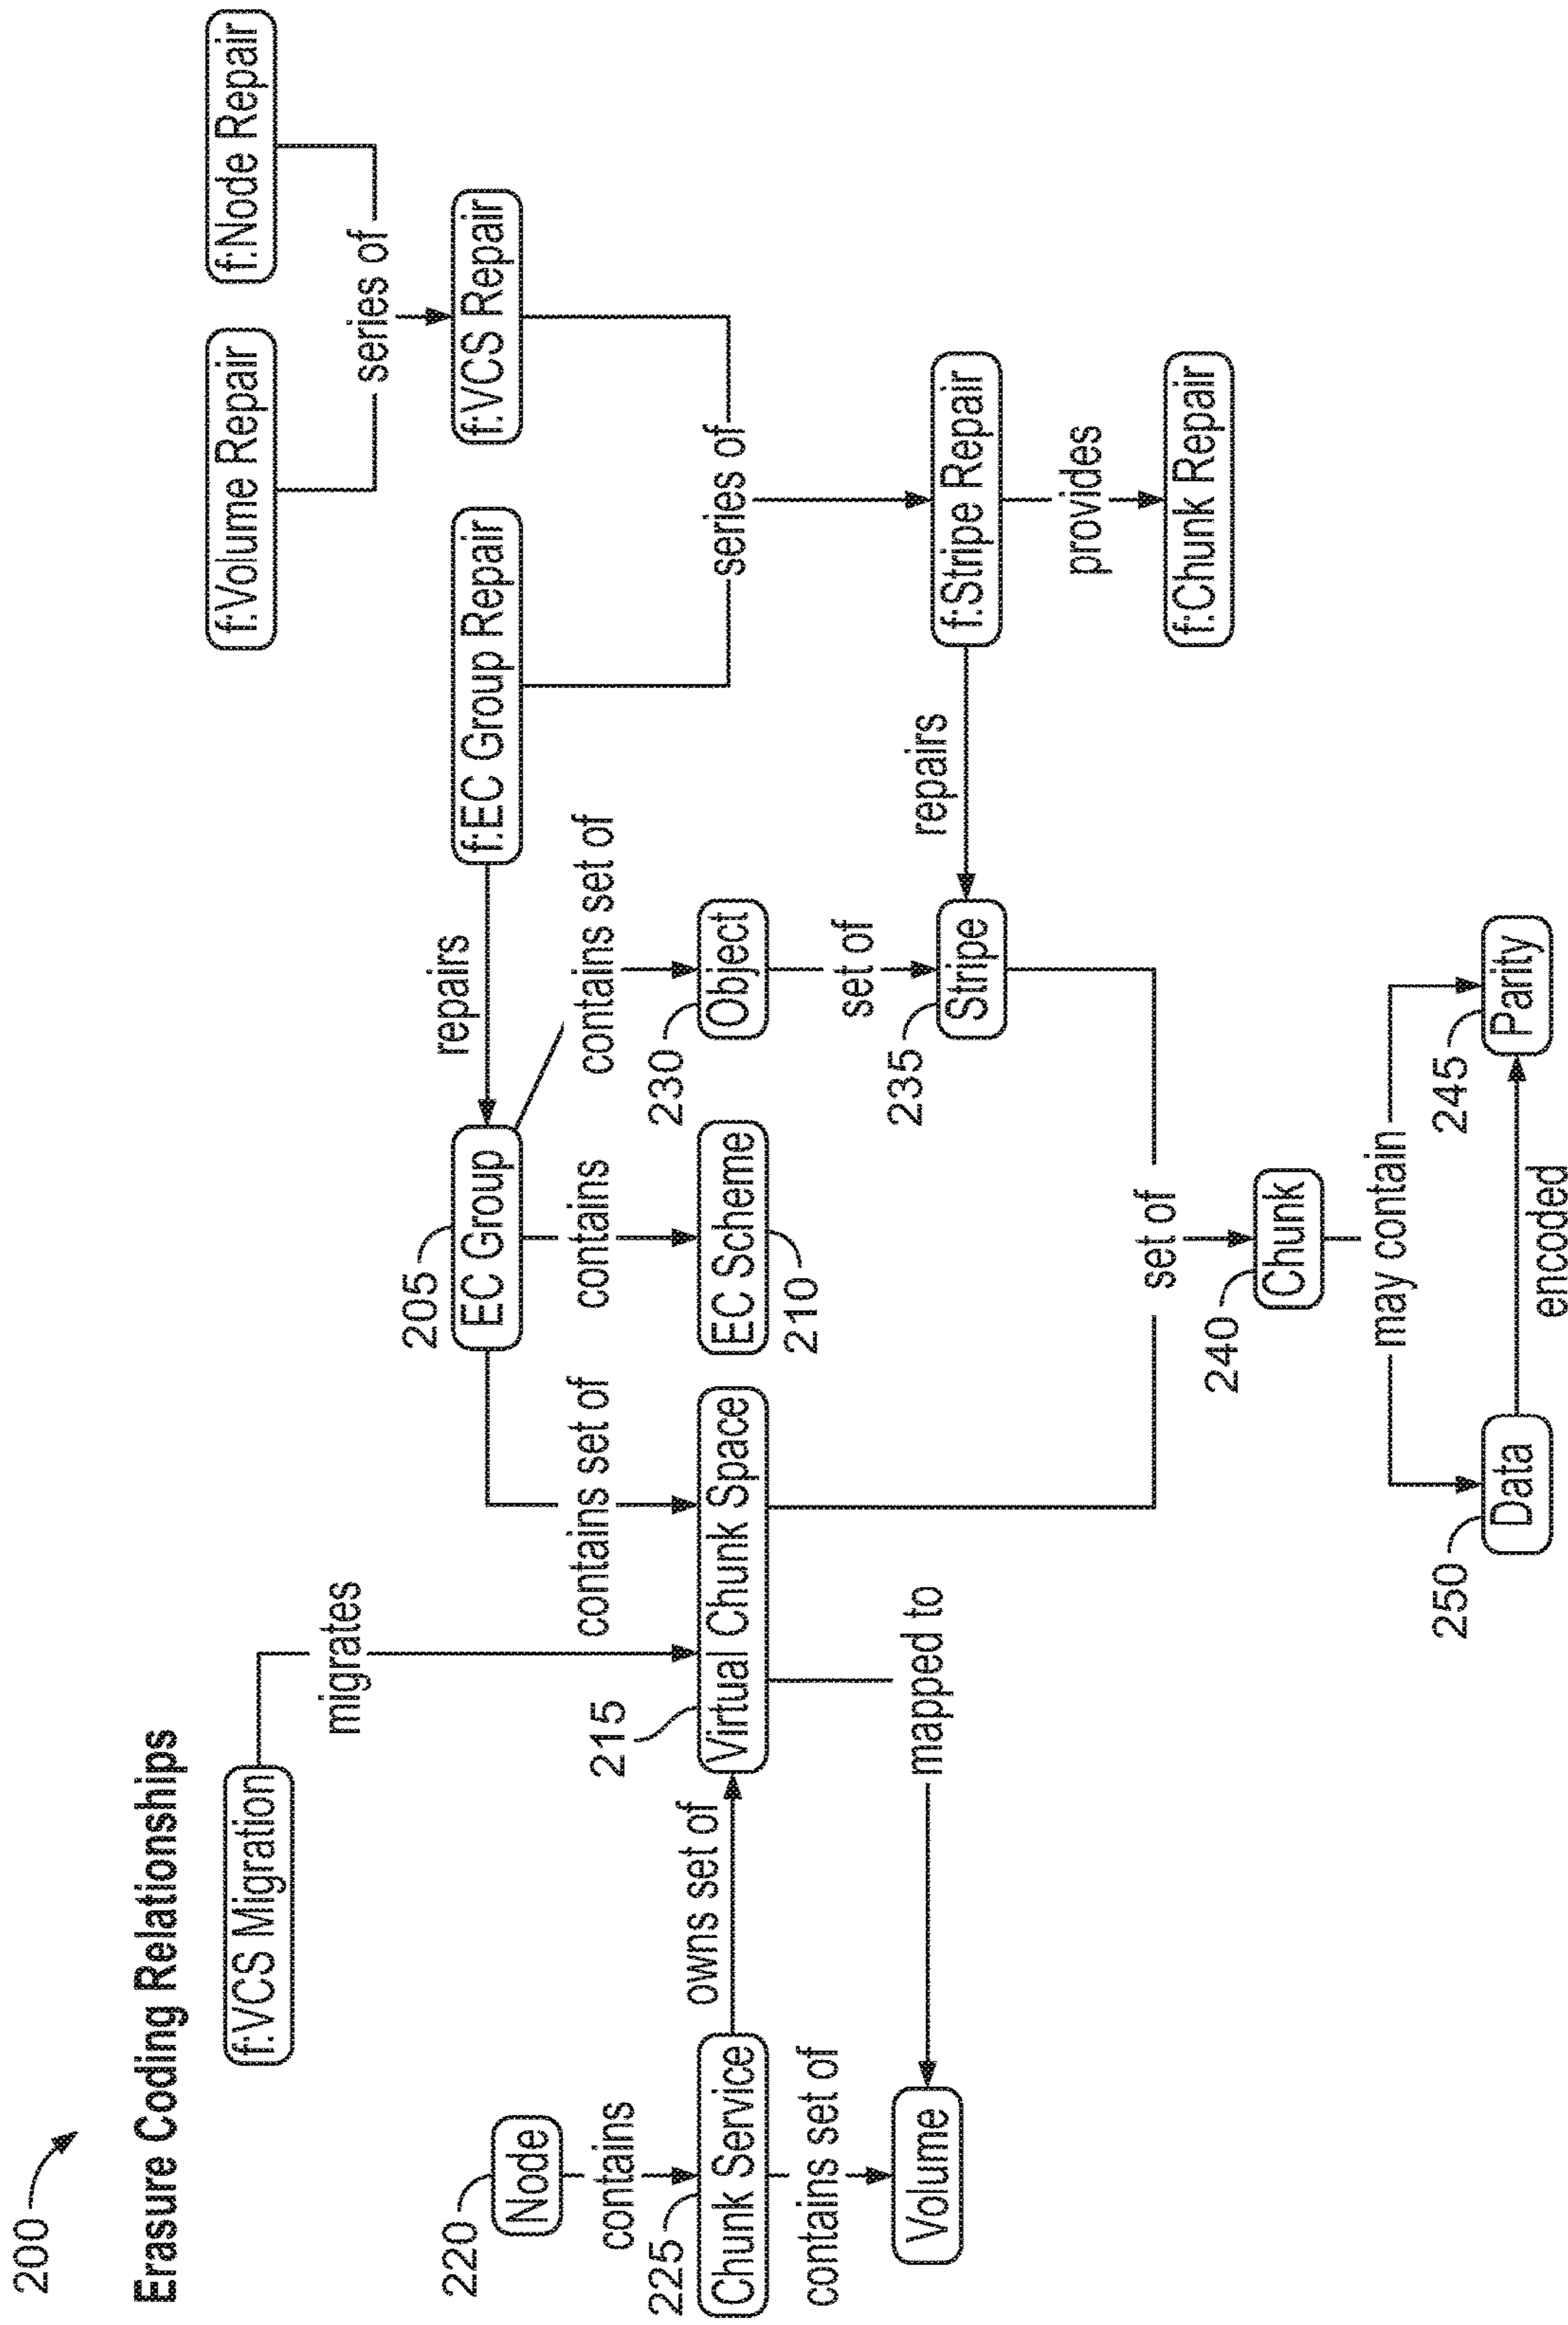 200
Erasure Coding Relationships
f:VCS Migration
f:Volume Repair
f:Node Repair
migrates
series of
220
205
repairs
Node
EC Group
f:EC Group Repair
f:VCS Repair
contains
contains set of
contains
contains set of
225
215
230
Chunk Service
owns set of
Virtual Chunk Space
EC Scheme
Object
series of
210
contains set of
set of
235
repairs
Volume
mapped to
Stripe
f:Stripe Repair
provides
set of
240
Chunk
f:Chunk Repair
may contain
250
245
Data
Parity
encoded